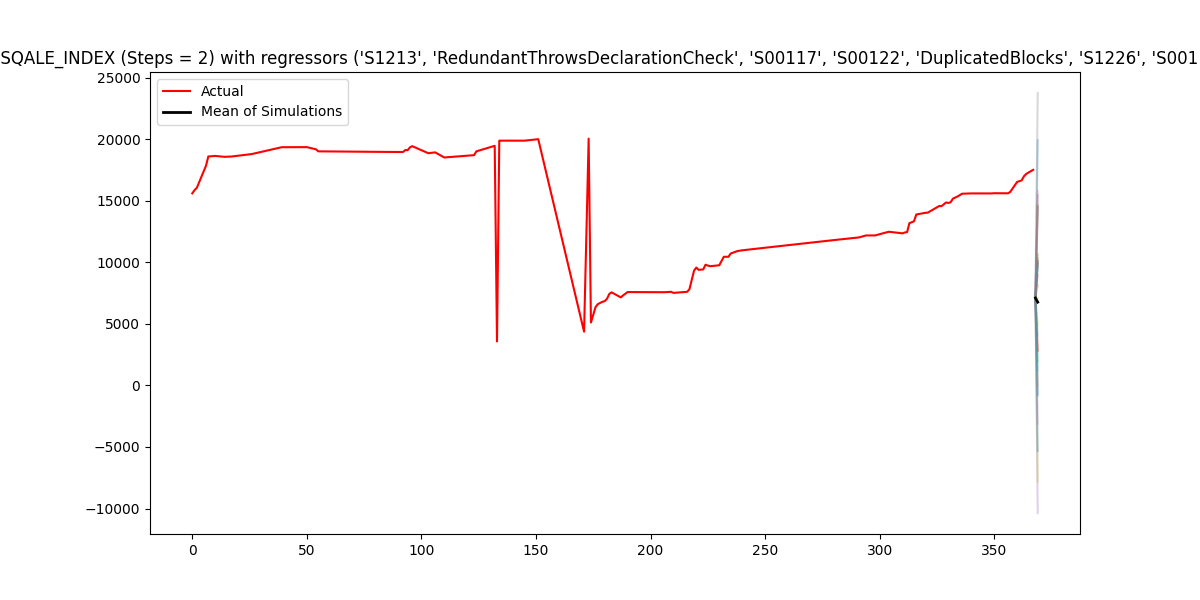 SQALE_INDEX (Steps = 2) with regressors ('S1213', 'RedundantThrowsDeclarationCheck', 'S00117', 'S00122', 'DuplicatedBlocks', 'S1226', 'S001
Actual
Mean of Simulations
25000
20000
15000
10000
5000
0
−5000
−10000
0 50 100 150 200 250 300 350